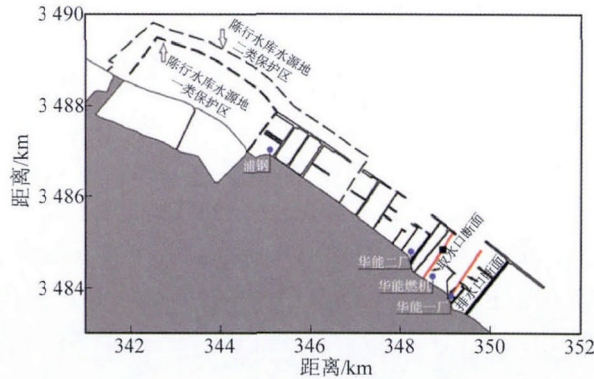 3 490
3 488
3 486
3 484
距离/km
陈行水库水源地
二类保护区
陈行水库水源地
一类保护区
浦钢
华能二厂
取水口断面
华能燃机
华能一厂
排水口断面
342
344
346
348
350
352
距离/km